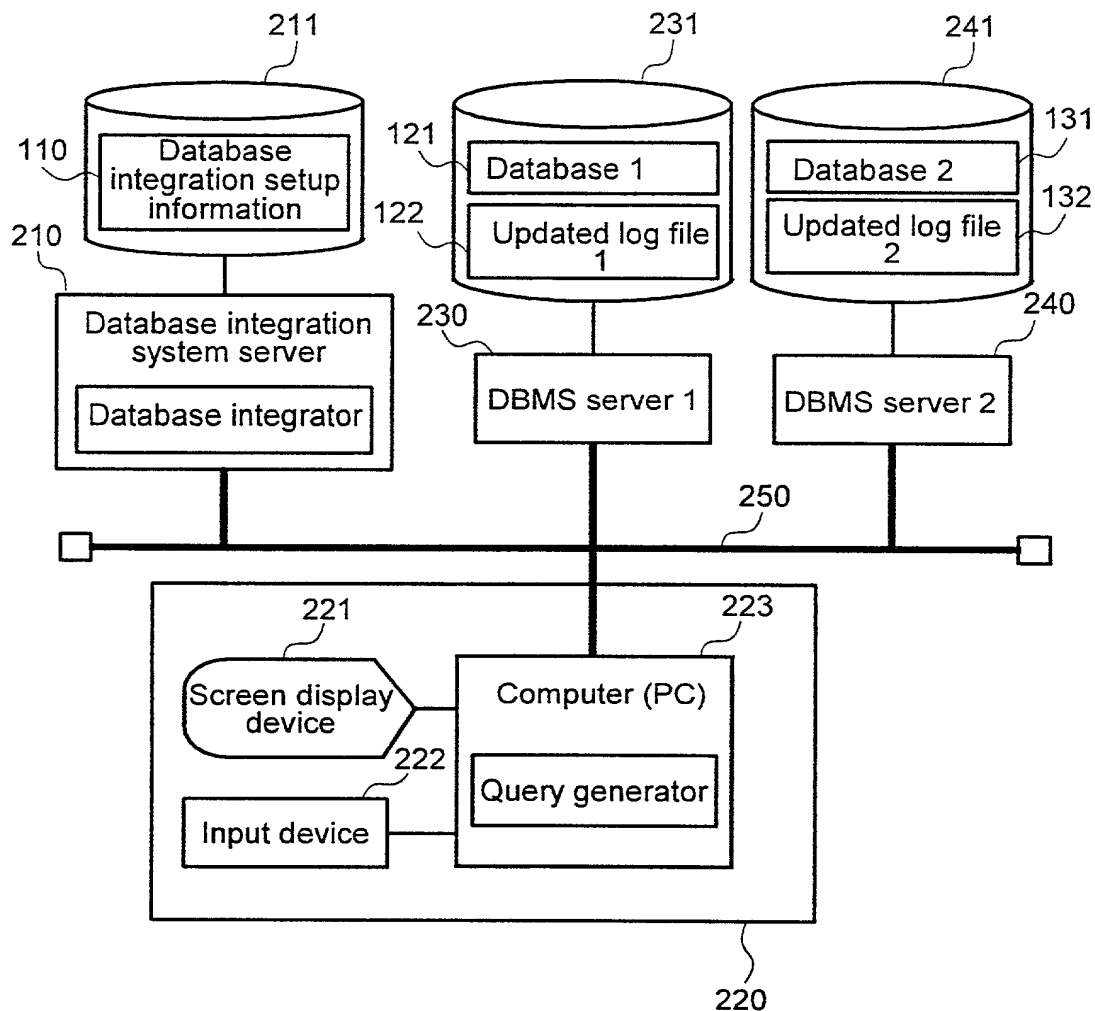 211
231
241
110
Database
integration setup
information
121
Database 1
Database 2
131
122
Updated log file
1
Updated log file
2
132
210
Database integration
system server
Database integrator
230
DBMS server 1
240
DBMS server 2
250
221
Screen display
device
223
Computer (PC)
222
Input device
Query generator
220